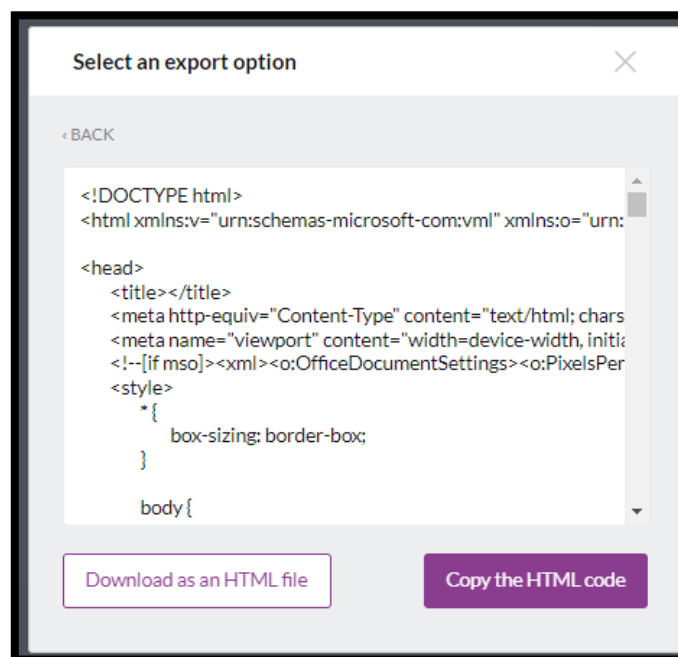 Select an export option
‹ BACK
<!DOCTYPE html>
<html xmlns:v="urn:schemas-microsoft-com:vml" xmlns:o="urn:
<head>
<title></title>
<meta http-equiv="Content-Type" content="text/html; chars
<meta name="viewport" content="width=device-width, initia
<!--[if mso]><xml><o:OfficeDocumentSettings><o:PixelsPer
<style>
* {
box-sizing: border-box;
}
body {
Download as an HTML file
Copy the HTML code